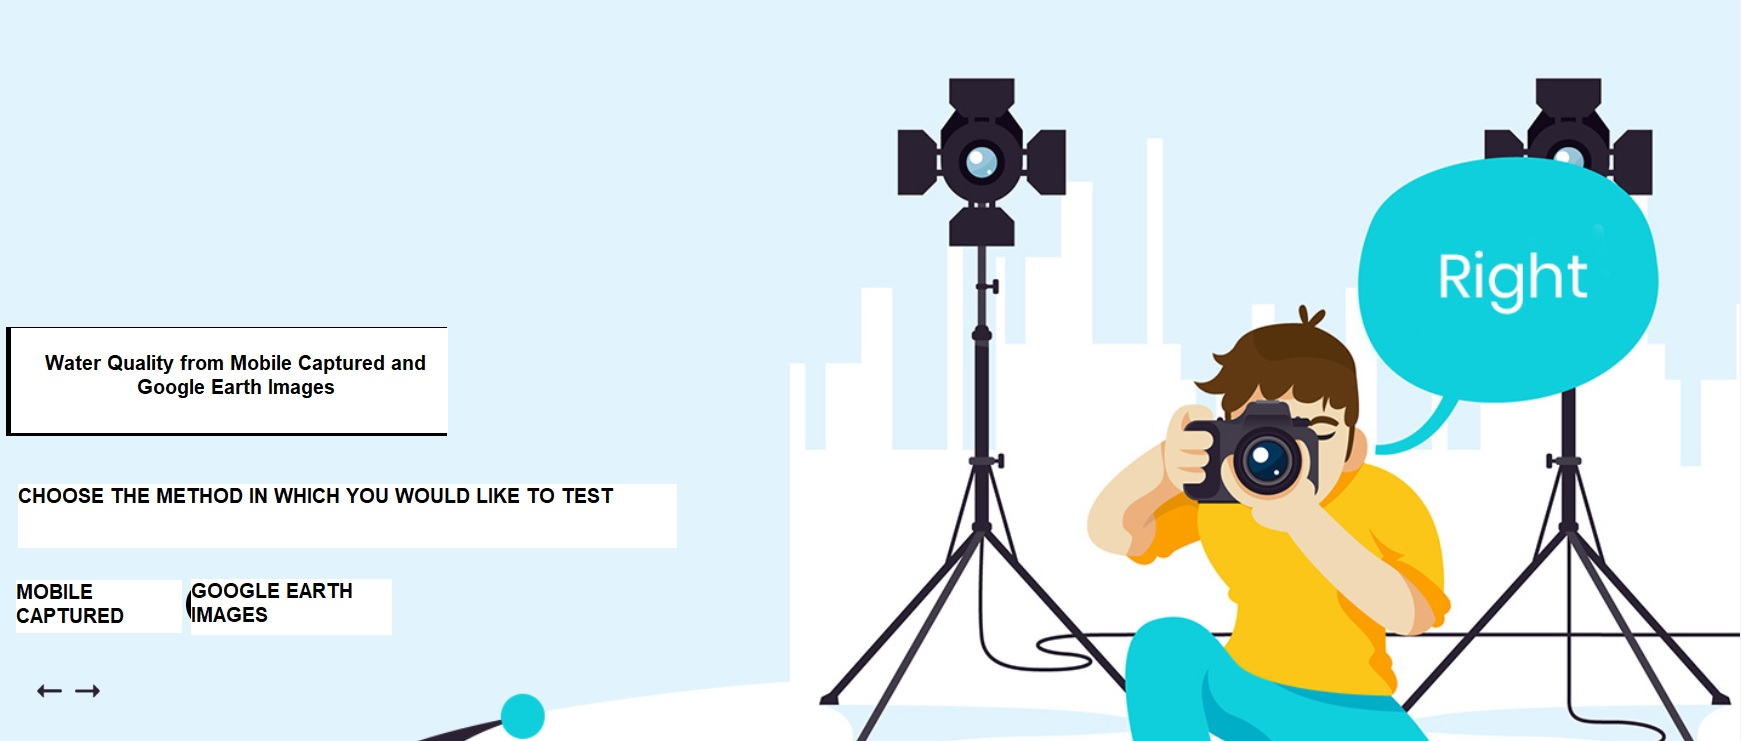 Right
Water Quality from Mobile Captured and
Google Earth Images
CHOOSE THE METHOD IN WHICH YOU WOULD LIKE TO TEST
MOBILE
CAPTURED
GOOGLE EARTH
IMAGES